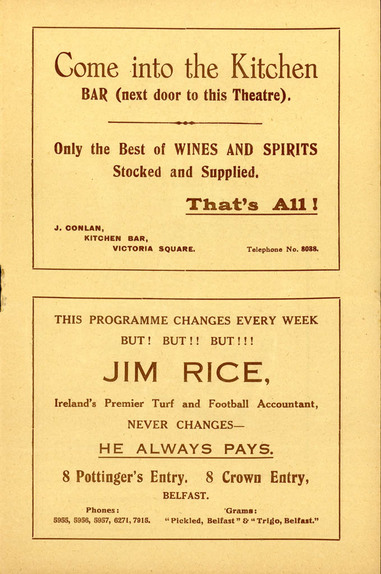 Come into the Kitchen
BAR (next door to this Theatre).
Only the Best of WINES AND SPIRITS
Stocked and Supplied.
That's All!
J. CONLAN,
KITCHEN BAR,
VICTORIA SQUARE.
Telephone No. 8088.
THIS PROGRAMME CHANGES EVERY WEEK
BUT! BUT!! BUT!!!
JIM RICE,
Ireland's Premier Turf and Football Accountant,
NEVER CHANGES—
HE ALWAYS PAYS.
8 Pottinger's Entry. 8 Crown Entry,
BELFAST.
Phones:
5955, 5956, 5957, 6271, 7915.
'Grams:
"Pickled, Belfast" & "Trigo, Belfast."